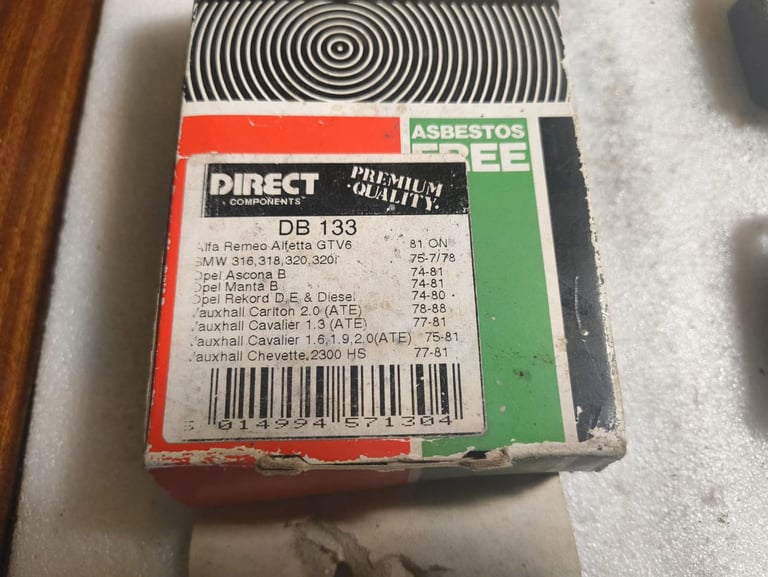 ASBESTOS
FREE
DIRECT
COMPONENTS
PREMIUM
QUALITY
DB 133
Alfa Remeo Alfetta GTV6 81 ON
BMW 316,318,320,320i 75-7/78
Opel Ascona B 74-81
Opel Manta B 74-81
Opel Rekord D,E & Diesel 74-80
Vauxhall Carlton 2.0 (ATE) 78-88
Vauxhall Cavalier 1.3 (ATE) 77-81
Vauxhall Cavalier 1.6,1.9,2.0(ATE) 75-81
Vauxhall Chevette,2300 HS 77-81
5 014994 571304